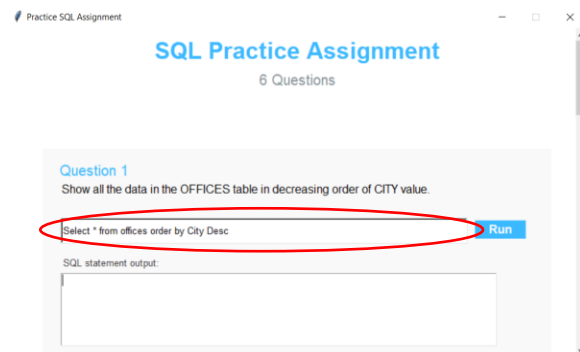 Practice SQL Assignment
SQL Practice Assignment
6 Questions
Question 1
Show all the data in the OFFICES table in decreasing order of CITY value.
Select * from offices order by City Desc
Run
SQL statement output: